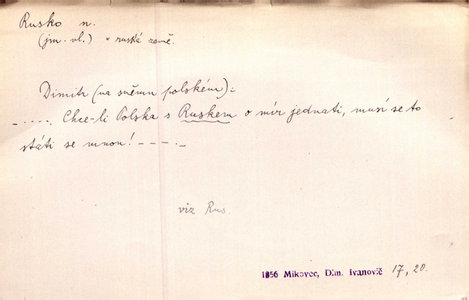 Rusko n.
(jm. vl.) = ruská země.
Dimitr (na sněmu polském):
..... Chce-li Polska s Ruskem o mír jednati, musí se to
státi se mnou! – – – . –
viz Rus.
1856 Mikovec, Dim. Ivanovič 17, 20.